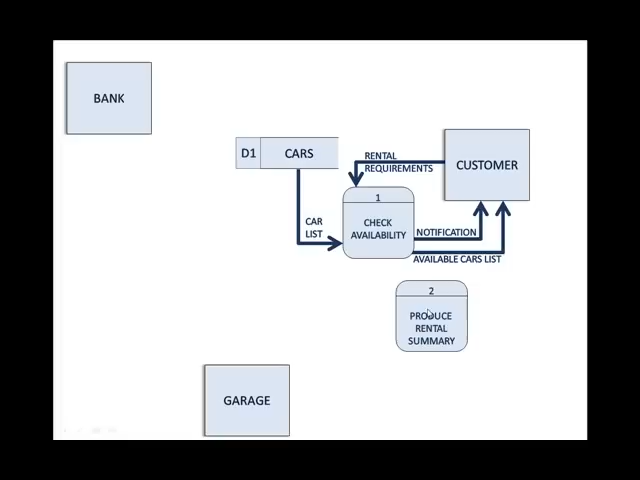 BANK
D1 CARS
RENTAL
REQUIREMENTS
CUSTOMER
1
CHECK
AVAILABILITY
CAR
LIST
NOTIFICATION
AVAILABLE CARS LIST
2
PRODUCE
RENTAL
SUMMARY
GARAGE